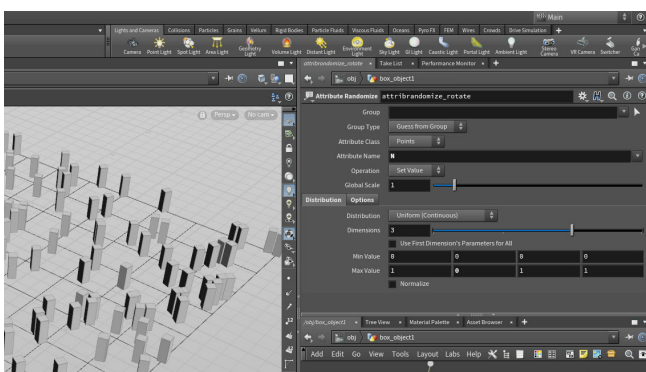 Main
Lights and Cameras Collisions Particles Grains Vellum Rigid Bodies Particle Fluids Viscous Fluids Oceans Pyro FX FEM Wires Crowds Drive Simulation +
Camera Point Light Spot Light Area Light Geometry Light Volume Light Distant Light Environment Light Sky Light GI Light Caustic Light Portal Light Ambient Light Stereo Camera VR Camera Switcher
attribrandomize_rotate × Take List × Performance Monitor × +
obj box_object1
Attribute Randomize attribrandomize_rotate
Persp No cam
Group
Group Type Guess from Group
Attribute Class Points
Attribute Name N
Operation Set Value
Global Scale 1
Distribution Options
Distribution Uniform (Continuous)
Dimensions 3
Use First Dimension's Parameters for All
Min Value 0 0 0 0
Max Value 1 0 1 1
Normalize
/obj/box_object1 × Tree View × Material Palette × Asset Browser × +
obj box_object1
Add Edit Go View Tools Layout Labs Help